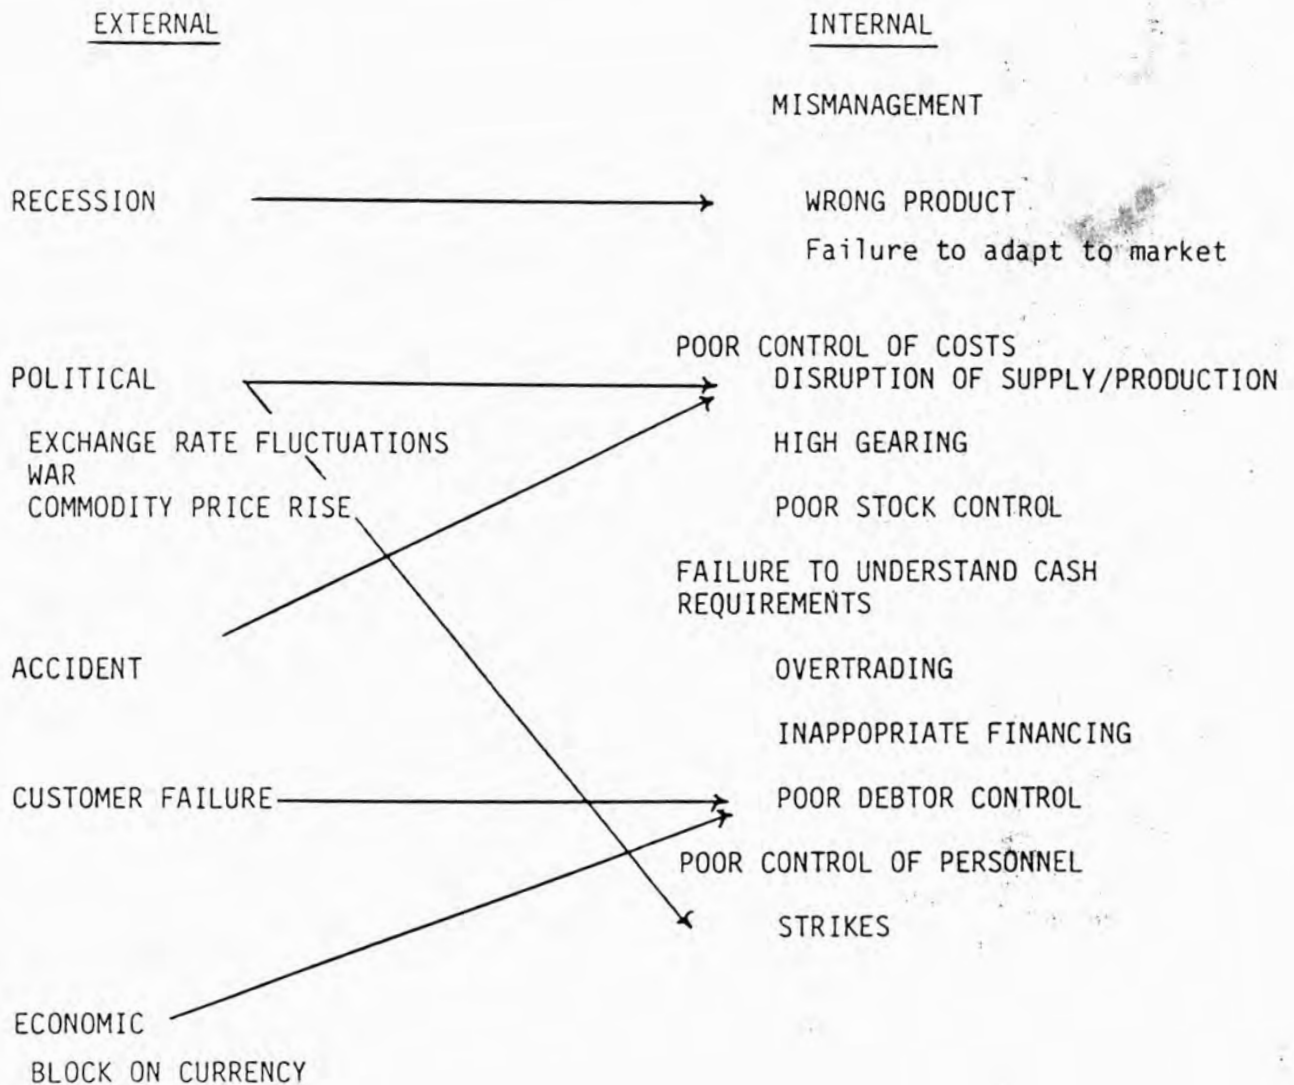 EXTERNAL
INTERNAL
MISMANAGEMENT
RECESSION
WRONG PRODUCT
Failure to adapt to market
POOR CONTROL OF COSTS
POLITICAL
DISRUPTION OF SUPPLY/PRODUCTION
EXCHANGE RATE FLUCTUATIONS
HIGH GEARING
WAR
COMMODITY PRICE RISE
POOR STOCK CONTROL
FAILURE TO UNDERSTAND CASH
REQUIREMENTS
ACCIDENT
OVERTRADING
INAPPOPRIATE FINANCING
CUSTOMER FAILURE
POOR DEBTOR CONTROL
POOR CONTROL OF PERSONNEL
STRIKES
ECONOMIC
BLOCK ON CURRENCY